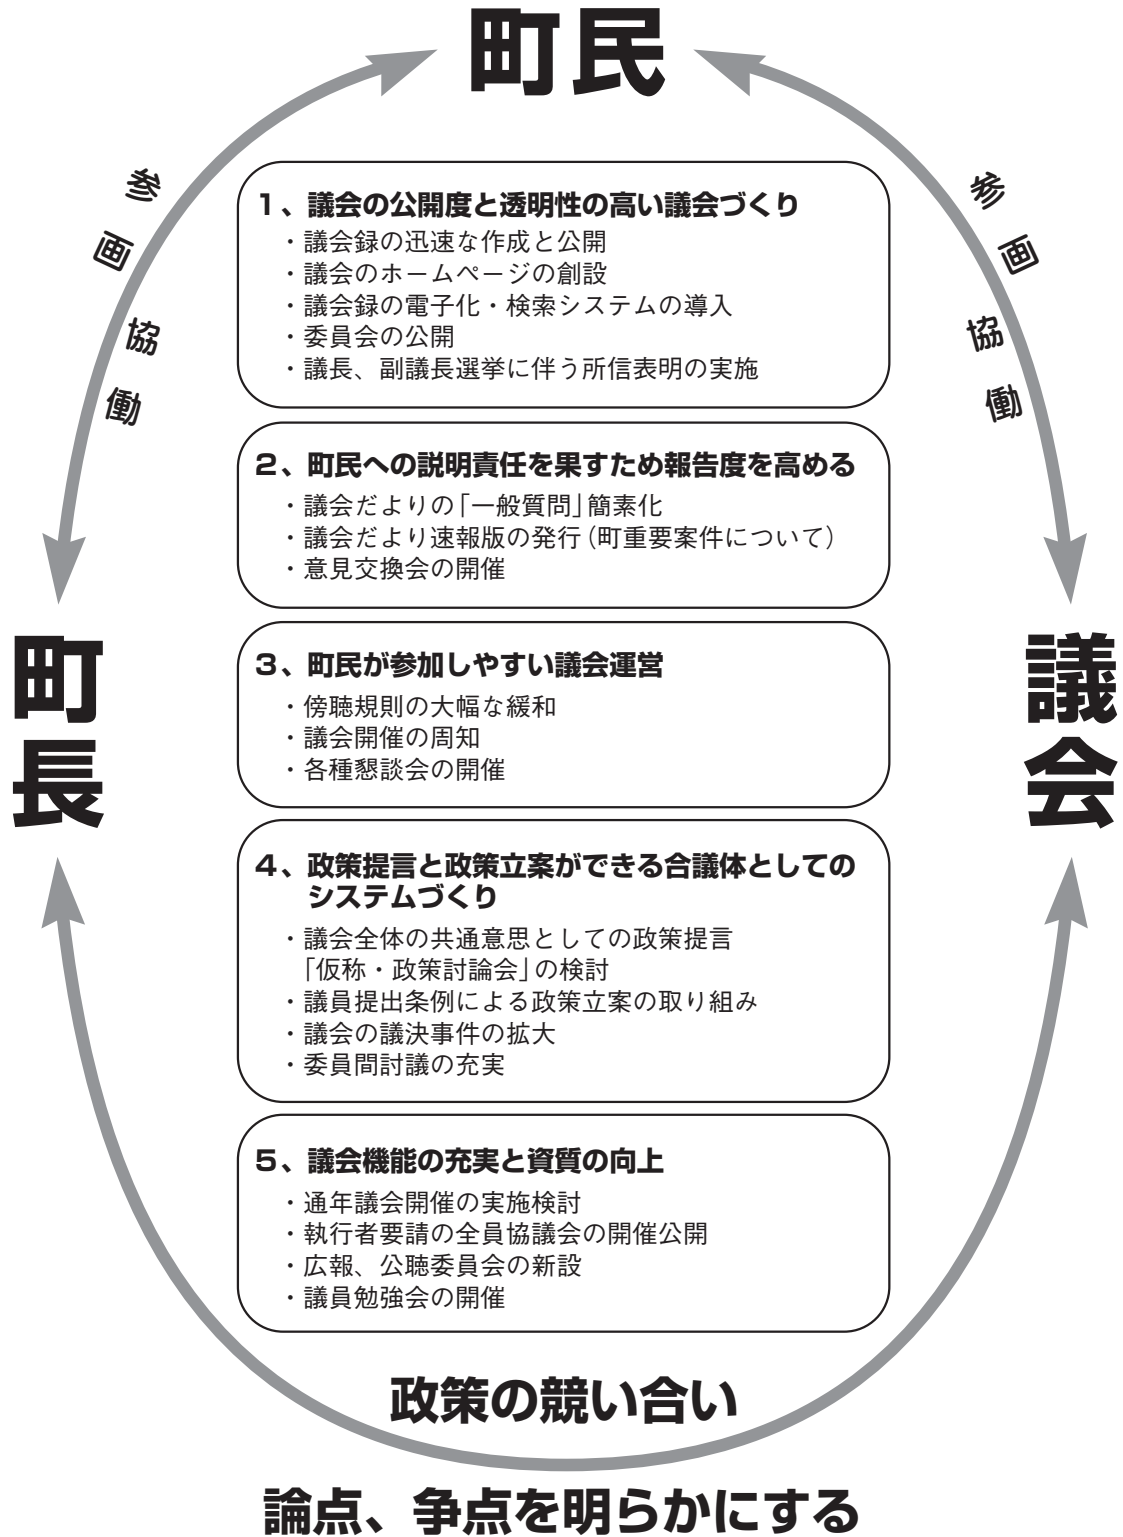 町民
参画
協働
参画
協働
1、議会の公開度と透明性の高い議会づくり
・議会録の迅速な作成と公開
・議会のホームページの創設
・議会録の電子化・検索システムの導入
・委員会の公開
・議長、副議長選挙に伴う所信表明の実施
2、町民への説明責任を果すため報告度を高める
・議会だよりの「一般質問」簡素化
・議会だより速報版の発行(町重要案件について)
・意見交換会の開催
3、町民が参加しやすい議会運営
・傍聴規則の大幅な緩和
・議会開催の周知
・各種懇談会の開催
町長
議会
4、政策提言と政策立案ができる合議体としての
システムづくり
・議会全体の共通意思としての政策提言
「仮称・政策討論会」の検討
・議員提出条例による政策立案の取り組み
・議会の議決事件の拡大
・委員間討議の充実
5、議会機能の充実と資質の向上
・通年議会開催の実施検討
・執行者要請の全員協議会の開催公開
・広報、公聴委員会の新設
・議員勉強会の開催
政策の競い合い
論点、争点を明らかにする